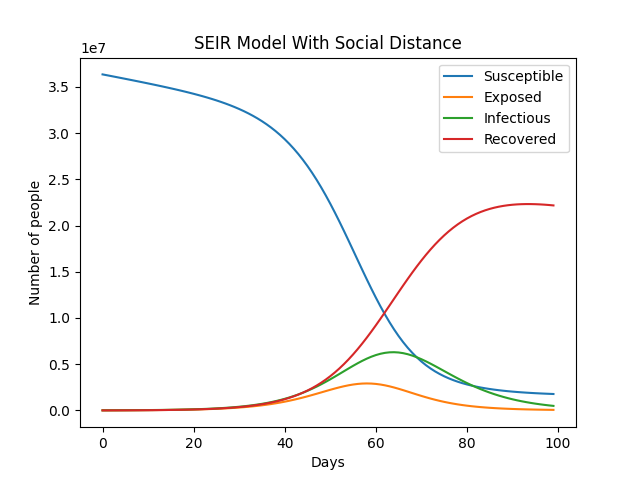 SEIR Model With Social Distance
1e7
Susceptible
Exposed
Infectious
Recovered
3.5
3.0
2.5
2.0
1.5
1.0
0.5
0.0
Number of people
0 20 40 60 80 100
Days